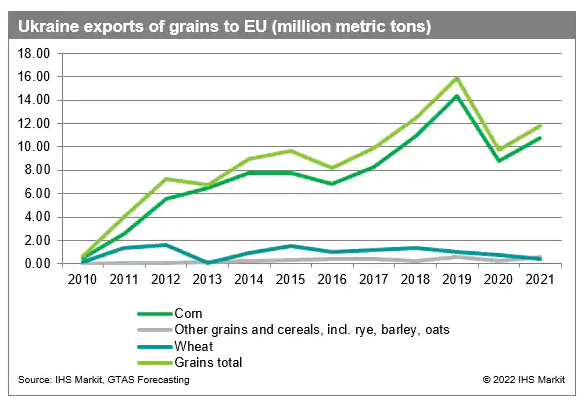 Ukraine exports of grains to EU (million metric tons)
18.00
16.00
14.00
12.00
10.00
8.00
6.00
4.00
2.00
0.00
2010 2011 2012 2013 2014 2015 2016 2017 2018 2019 2020 2021
Corn
Other grains and cereals, incl. rye, barley, oats
Wheat
Grains total
Source: IHS Markit, GTAS Forecasting © 2022 IHS Markit